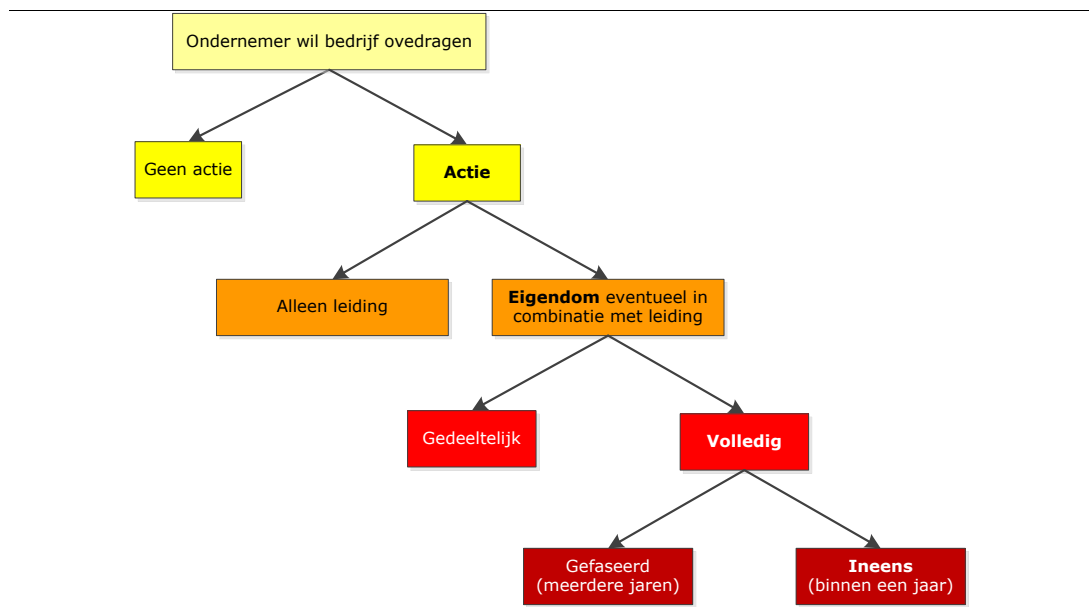 Ondernemer wil bedrijf ovedragen
Geen actie
Actie
Alleen leiding
Eigendom eventueel in
combinatie met leiding
Gedeeltelijk
Volledig
Gefaseerd
(meerdere jaren)
Ineens
(binnen een jaar)